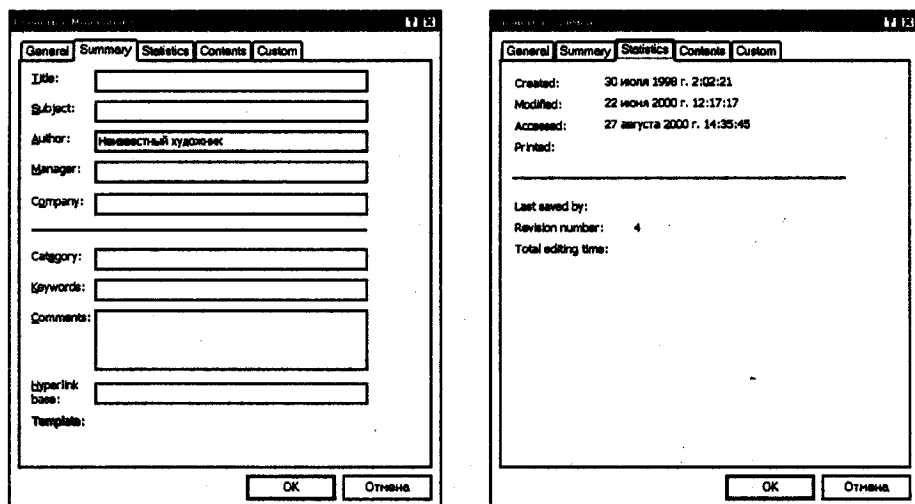 General Summary Statistics Contents Custom
Title:
Subject:
Author: Неизвестный художник
Manager:
Company:
Category:
Keywords:
Comments:
Hyperlink
base:
Template:
OK Отмена
General Summary Statistics Contents Custom
Created: 30 июля 1998 г. 2:02:21
Modified: 22 июня 2000 г. 12:17:17
Accessed: 27 августа 2000 г. 14:35:45
Printed:
Last saved by:
Revision number: 4
Total editing time:
OK Отмена